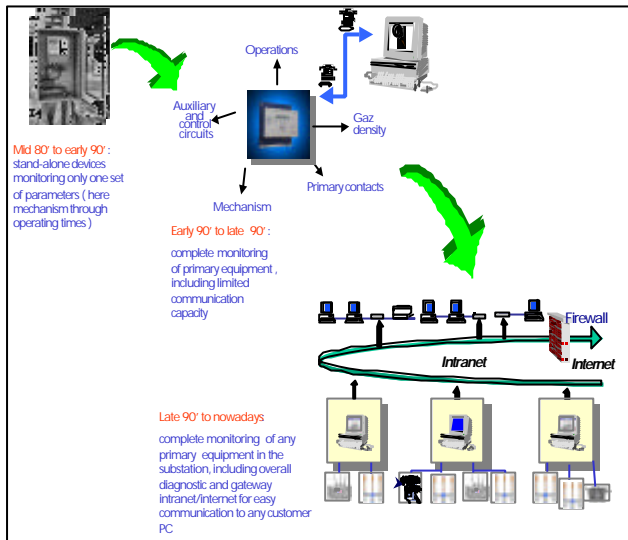 Operations
Auxiliary
and
control
circuits
Gaz
density
Primary contacts
Mechanism
Mid 80' to early 90' :
stand-alone devices
monitoring only one set
of parameters ( here
mechanism through
operating times )
Early 90' to late 90' :
complete monitoring
of primary equipment ,
including limited
communication
capacity
Firewall
Intranet
Internet
Late 90' to nowadays:
complete monitoring of any
primary equipment in the
substation, including overall
diagnostic and gateway
intranet/internet for easy
communication to any customer
PC